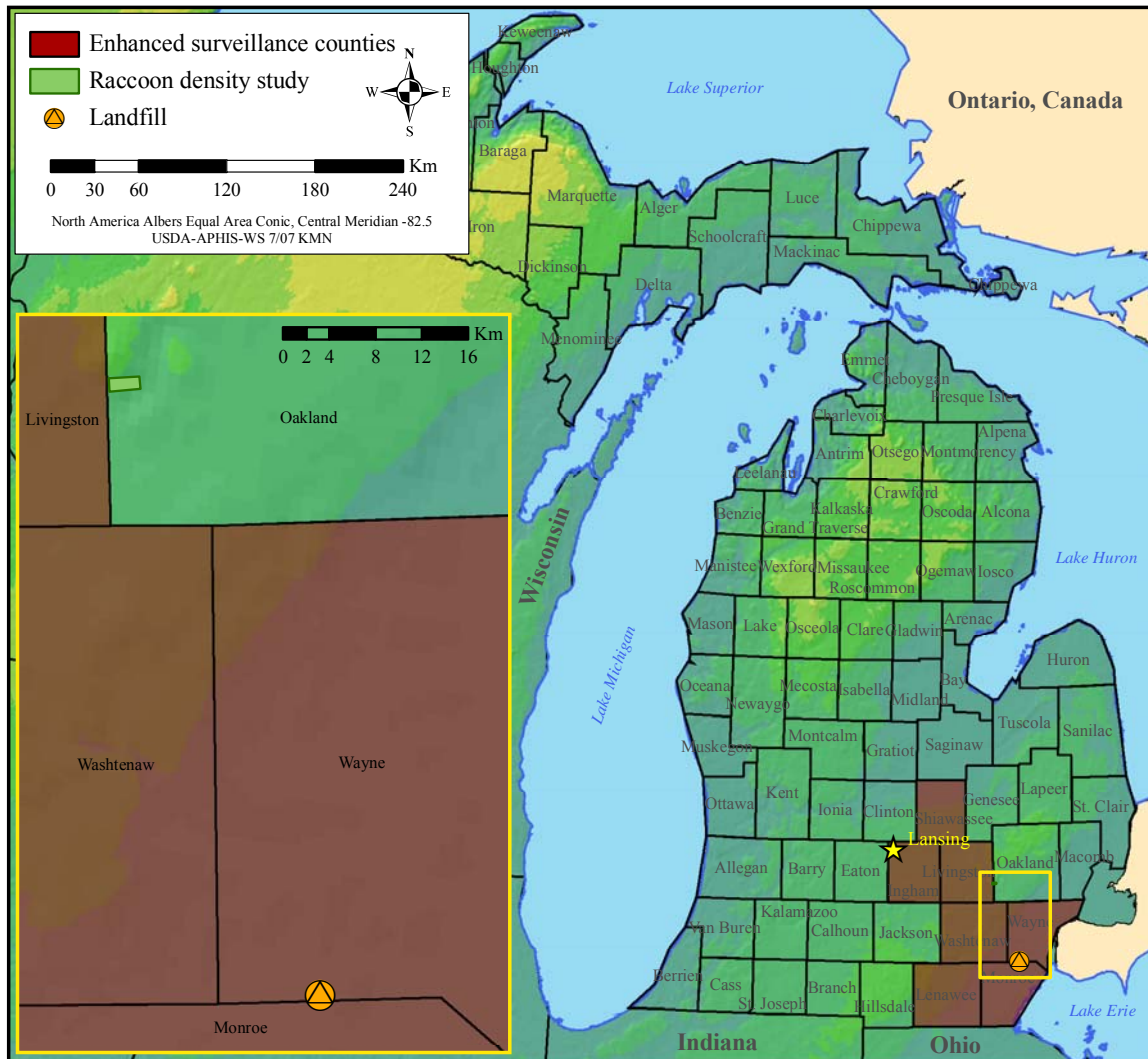 Enhanced surveillance counties
Raccoon density study
Landfill
N
W E
S
0 30 60 120 180 240 Km
North America Albers Equal Area Conic, Central Meridian -82.5
USDA-APHIS-WS 7/07 KMN
Keweenaw
Houghton
Baraga
Marquette
Iron
Dickinson
Menominee
Alger
Delta
Schoolcraft
Luce
Mackinac
Chippewa
Chippewa
Lake Superior
Ontario, Canada
Km
0 2 4 8 12 16
Livingston
Oakland
Washtenaw
Wayne
Monroe
Wisconsin
Lake Michigan
Lake Huron
Emmet
Cheboygan
Presque Isle
Charlevoix
Antrim
Otsego
Montmorency
Alpena
Leelanau
Benzie
Grand Traverse
Kalkaska
Crawford
Oscoda
Alcona
Manistee
Wexford
Missaukee
Roscommon
Ogemaw
Iosco
Mason
Lake
Osceola
Clare
Gladwin
Arenac
Huron
Oceana
Newaygo
Mecosta
Isabella
Midland
Bay
Tuscola
Sanilac
Muskegon
Montcalm
Gratiot
Saginaw
Ottawa
Kent
Ionia
Clinton
Shiawassee
Genesee
Lapeer
St. Clair
Lansing
Allegan
Barry
Eaton
Ingham
Livingst
Oakland
Macomb
Van Buren
Kalamazoo
Calhoun
Jackson
Washtenaw
Wayne
Berrien
Cass
St. Joseph
Branch
Hillsdale
Lenawee
Monroe
Lake Erie
Indiana
Ohio